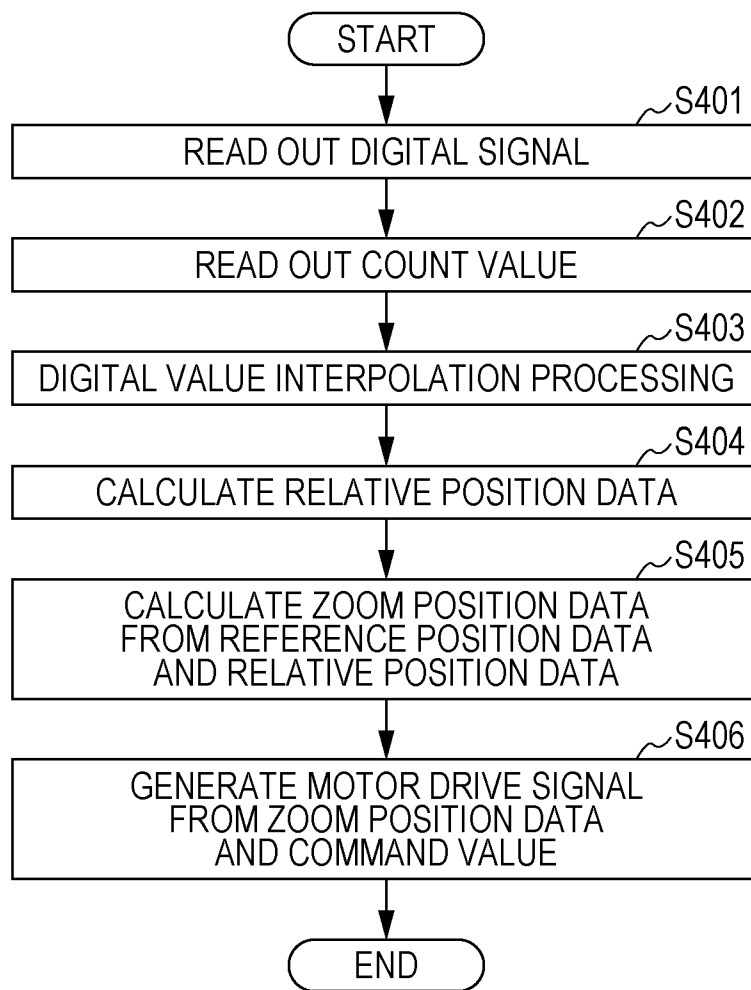 START
S401
READ OUT DIGITAL SIGNAL
S402
READ OUT COUNT VALUE
S403
DIGITAL VALUE INTERPOLATION PROCESSING
S404
CALCULATE RELATIVE POSITION DATA
S405
CALCULATE ZOOM POSITION DATA
FROM REFERENCE POSITION DATA
AND RELATIVE POSITION DATA
S406
GENERATE MOTOR DRIVE SIGNAL
FROM ZOOM POSITION DATA
AND COMMAND VALUE
END